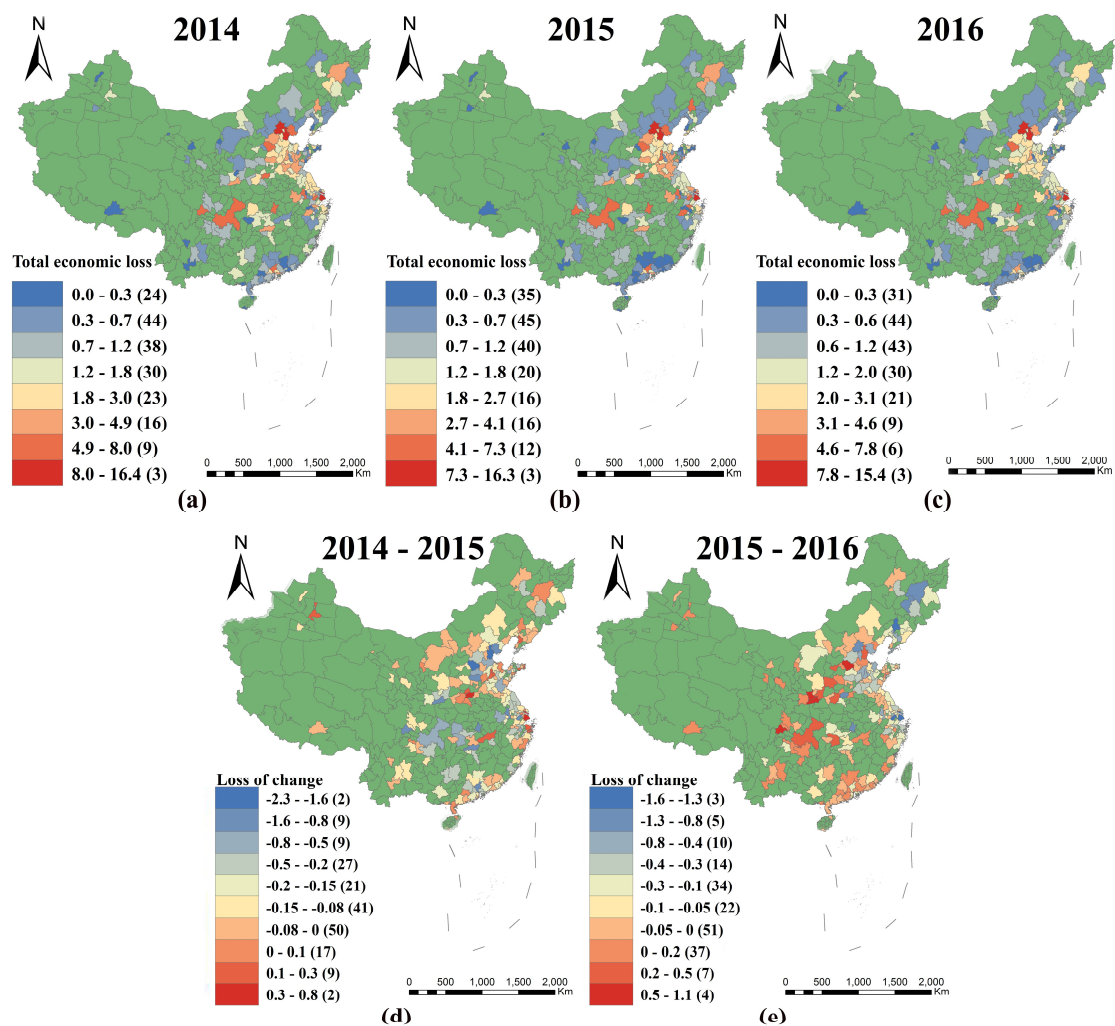 N
2014
Total economic loss
0.0 - 0.3 (24)
0.3 - 0.7 (44)
0.7 - 1.2 (38)
1.2 - 1.8 (30)
1.8 - 3.0 (23)
3.0 - 4.9 (16)
4.9 - 8.0 (9)
8.0 - 16.4 (3)
0 500 1,000 1,500 2,000
Km
(a)
N
2015
Total economic loss
0.0 - 0.3 (35)
0.3 - 0.7 (45)
0.7 - 1.2 (40)
1.2 - 1.8 (20)
1.8 - 2.7 (16)
2.7 - 4.1 (16)
4.1 - 7.3 (12)
7.3 - 16.3 (3)
0 500 1,000 1,500 2,000
Km
(b)
N
2016
Total economic loss
0.0 - 0.3 (31)
0.3 - 0.6 (44)
0.6 - 1.2 (43)
1.2 - 2.0 (30)
2.0 - 3.1 (21)
3.1 - 4.6 (9)
4.6 - 7.8 (6)
7.8 - 15.4 (3)
0 500 1,000 1,500 2,000
Km
(c)
N
2014 - 2015
Loss of change
-2.3 - -1.6 (2)
-1.6 - -0.8 (9)
-0.8 - -0.5 (9)
-0.5 - -0.2 (27)
-0.2 - -0.15 (21)
-0.15 - -0.08 (41)
-0.08 - 0 (50)
0 - 0.1 (17)
0.1 - 0.3 (9)
0.3 - 0.8 (2)
0 500 1,000 1,500 2,000
Km
(d)
N
2015 - 2016
Loss of change
-1.6 - -1.3 (3)
-1.3 - -0.8 (5)
-0.8 - -0.4 (10)
-0.4 - -0.3 (14)
-0.3 - -0.1 (34)
-0.1 - -0.05 (22)
-0.05 - 0 (51)
0 - 0.2 (37)
0.2 - 0.5 (7)
0.5 - 1.1 (4)
0 500 1,000 1,500 2,000
Km
(e)